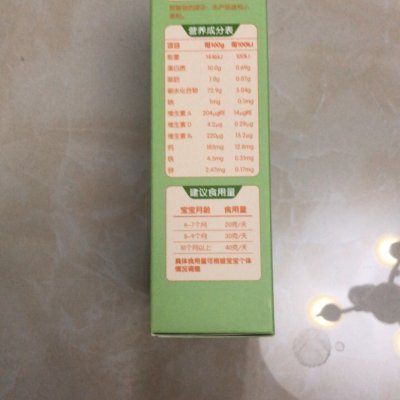 营养成分表
项目 每100g 每100kJ
能量 100kJ
蛋白质 10.0g 0.69g
脂肪 1.0g 0.07g
碳水化合物 72.9g 5.04g
钠 0.1mg
维生素A 204μgRE 14μgRE
维生素D 4.2μg 0.29μg
维生素B₁ 220μg 15.2μg
钙 185mg 12.8mg
铁 4.5mg 0.31mg
锌 2.47mg 0.17mg
建议食用量
宝宝月龄 食用量
6-7个月 20克/天
8-9个月 30克/天
10个月以上 40克/天
具体食用量可根据宝宝个体
情况调整